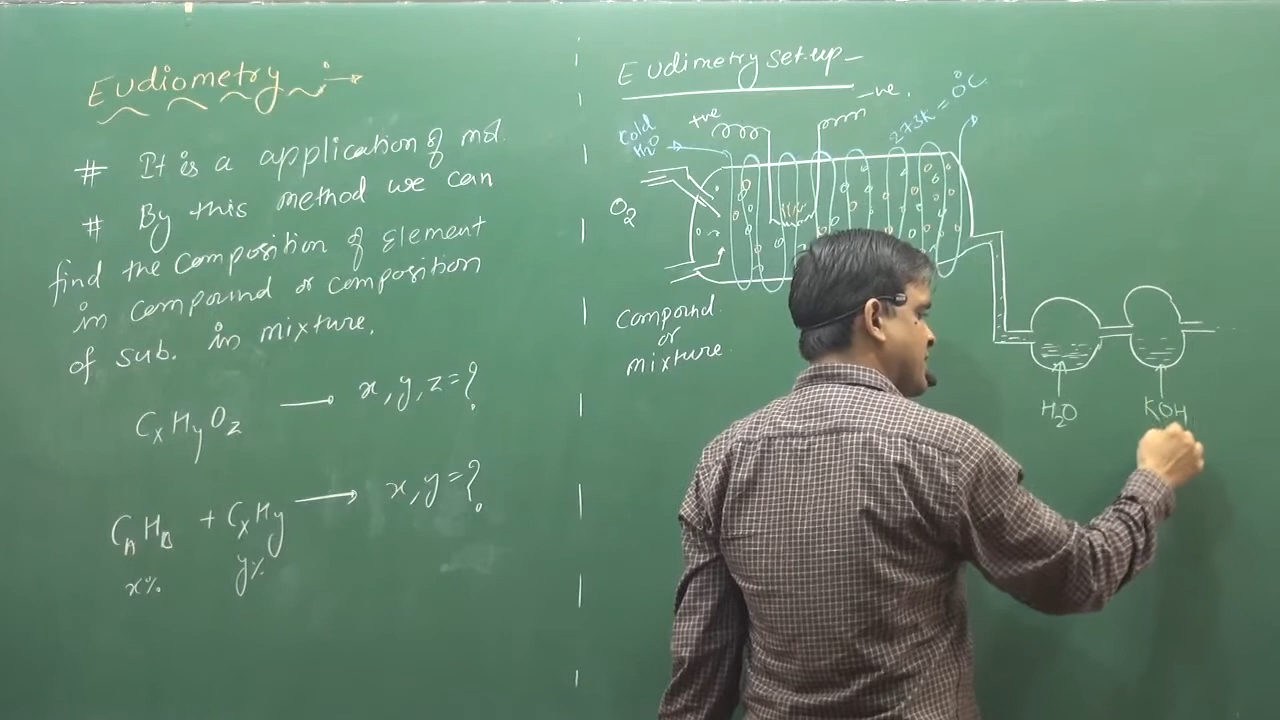 Eudiometry →
# It is a application of mol.
# By this method we can
find the composition of element
in compound or composition
of sub. in mixture.
CxHyOz → x, y, z = ?
CnHn + CxHy → x, y = ?
x% y%
Eudimetry set-up -
+ve -ve.
Cold
H2O
273K = 0°C
O2
Compound
or
mixture
H2O KOH